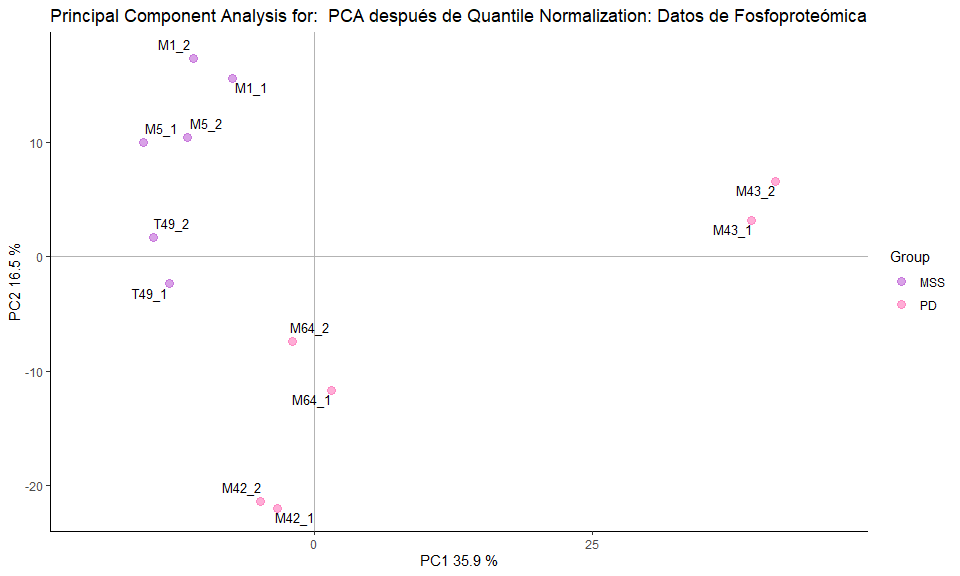 Principal Component Analysis for:  PCA después de Quantile Normalization: Datos de Fosfoproteómica
M1_2
M1_1
M5_1
M5_2
T49_2
T49_1
M43_2
M43_1
M64_2
M64_1
M42_2
M42_1
10
0
-10
-20
PC2 16.5 %
0
25
PC1 35.9 %
Group
MSS
PD